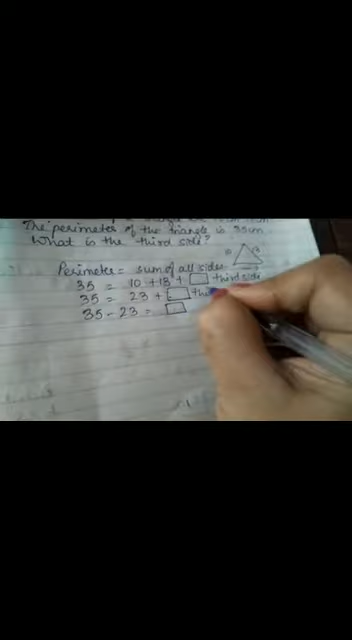 The perimeter of the triangle is 35cm
What is the third side?
Perimeter = sum of all sides
10
35 = 10 + 13 + □ third side
35 = 23 + □
35 - 23 = □